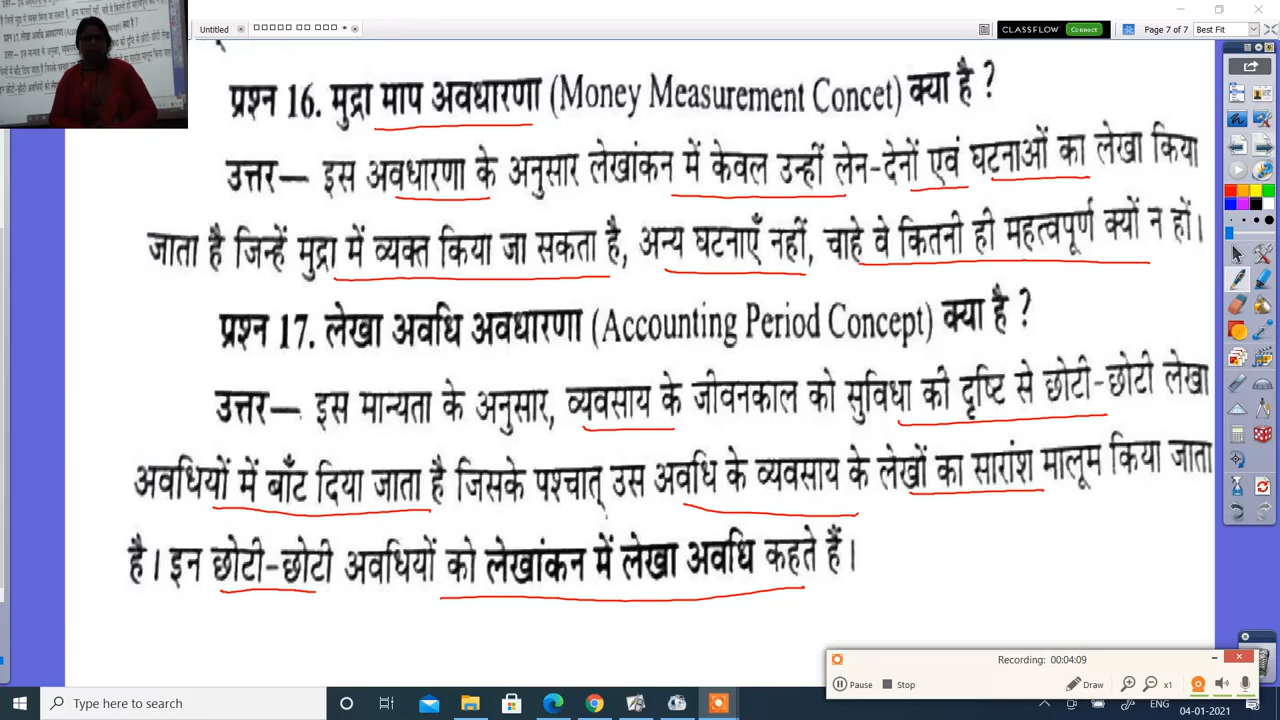 Untitled
CLASSFLOW
Connect
Page 7 of 7
Best Fit
प्रश्न 16. मुद्रा माप अवधारणा (Money Measurement Concet) क्या है ?
उत्तर— इस अवधारणा के अनुसार लेखांकन में केवल उन्हीं लेन-देनों एवं घटनाओं का लेखा किया
जाता है जिन्हें मुद्रा में व्यक्त किया जा सकता है, अन्य घटनाएँ नहीं, चाहे वे कितनी ही महत्वपूर्ण क्यों न हों।
प्रश्न 17. लेखा अवधि अवधारणा (Accounting Period Concept) क्या है ?
उत्तर— इस मान्यता के अनुसार, व्यवसाय के जीवनकाल को सुविधा की दृष्टि से छोटी-छोटी लेखा
अवधियों में बाँट दिया जाता है जिसके पश्चात् उस अवधि के व्यवसाय के लेखों का सारांश मालूम किया जाता
है। इन छोटी-छोटी अवधियों को लेखांकन में लेखा अवधि कहते हैं।
Recording: 00:04:09
Pause
Stop
Draw
x1
Type here to search
ENG
04-01-2021